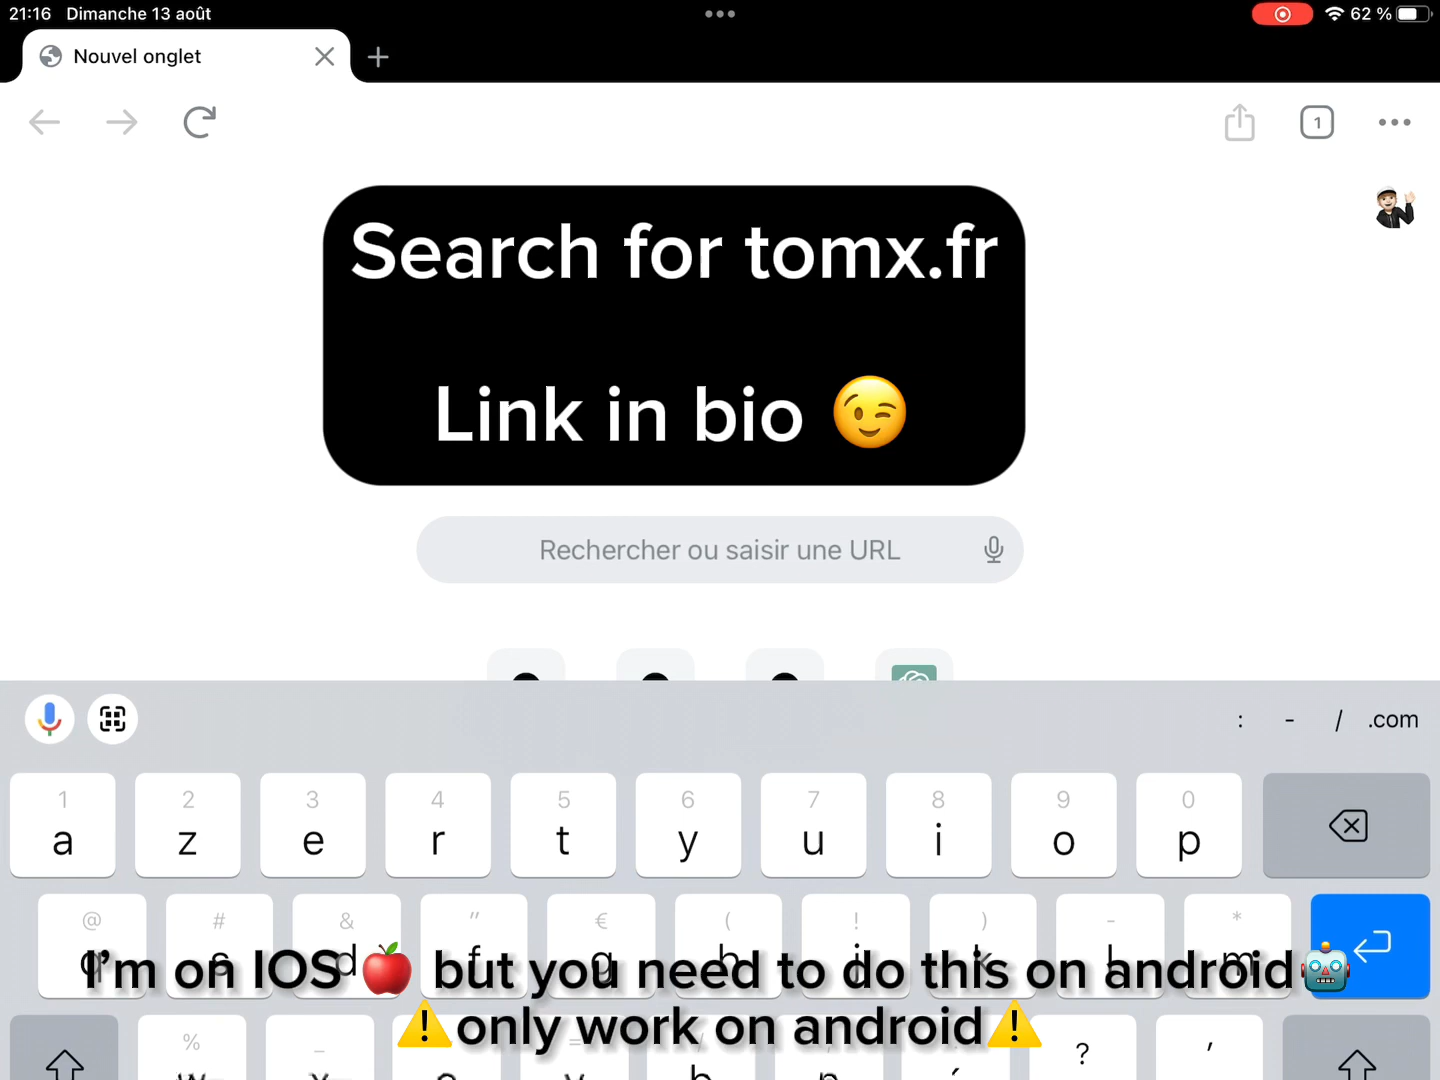 21:16 Dimanche 13 août
62 %
Nouvel onglet
1
Search for tomx.fr
Link in bio 😉
Rechercher ou saisir une URL
: - / .com
1 2 3 4 5 6 7 8 9 0
a z e r t y u i o p
@ # & " € ( ! ) - *
q s d f g h j k l m
I'm on IOS🍎 but you need to do this on android🤖
⚠️only work on android⚠️
% ? '